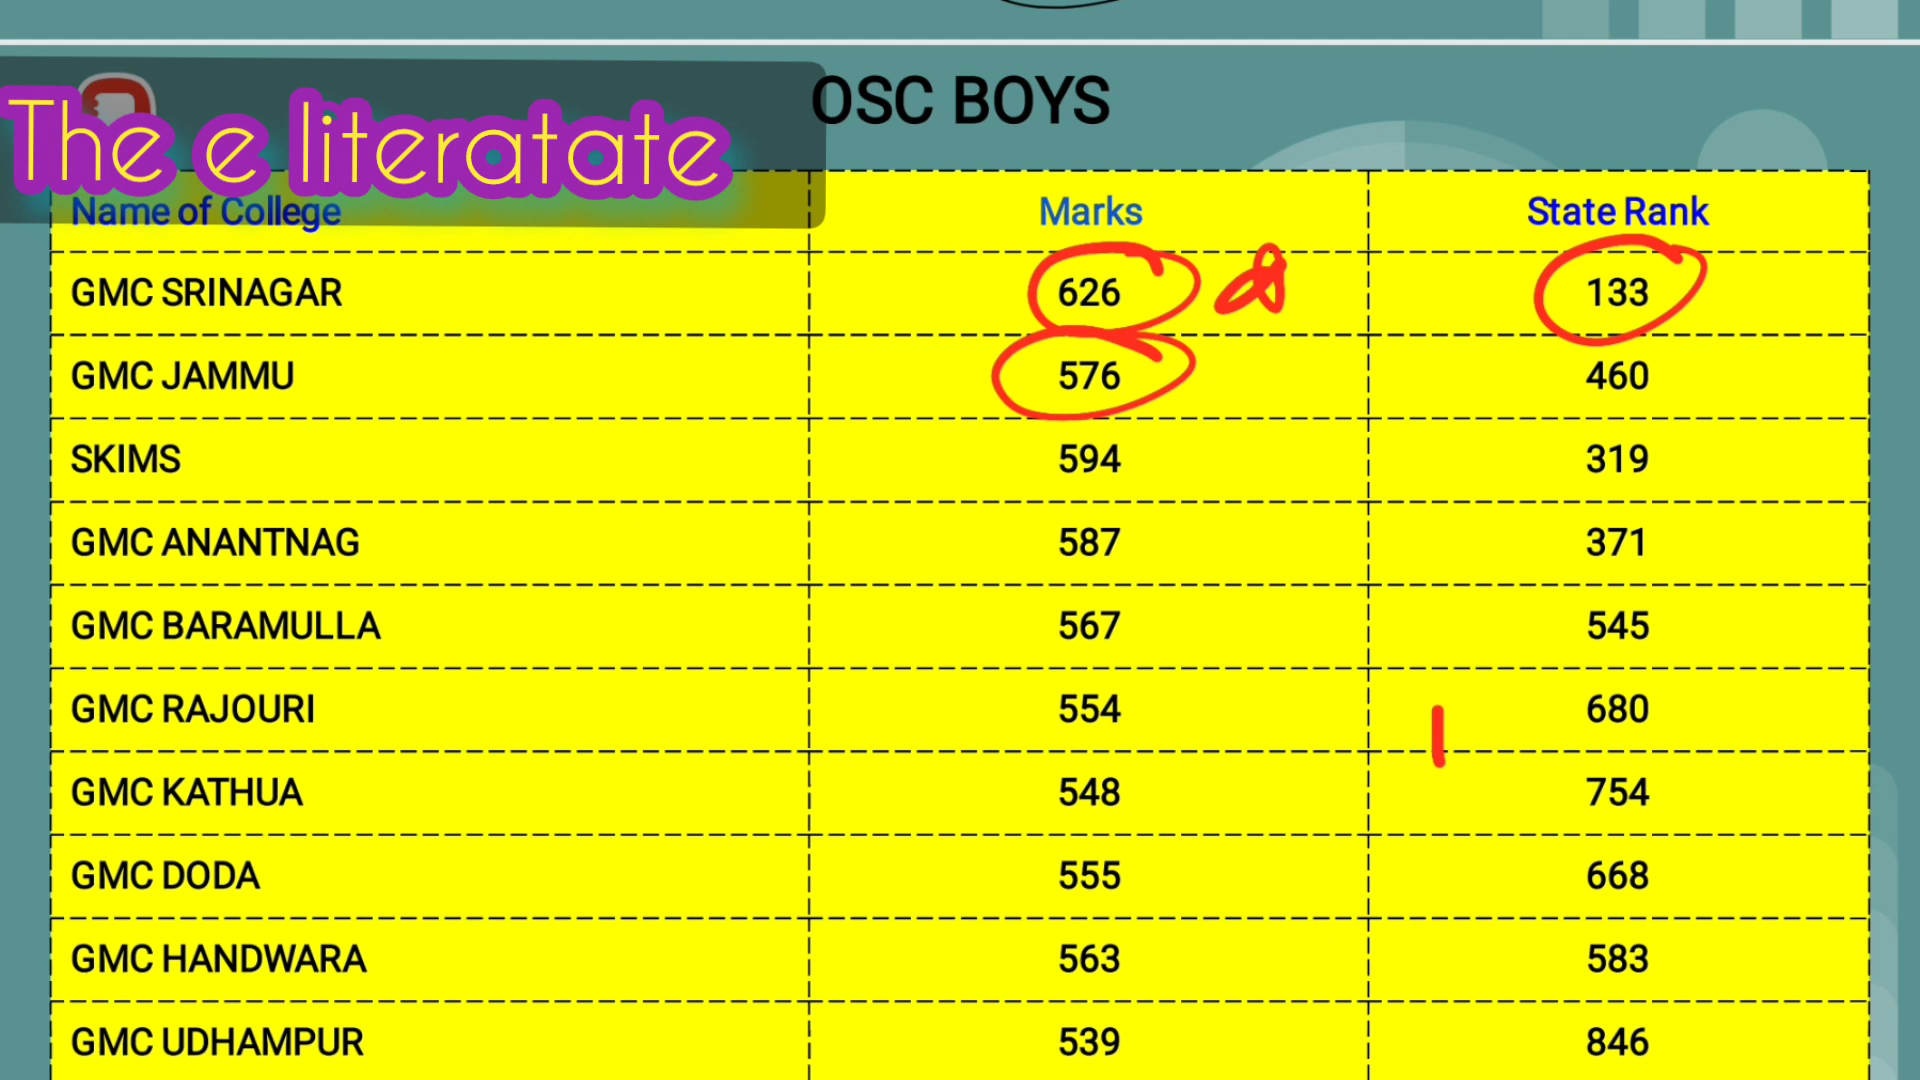 OSC BOYS
The e literatate
Name of College Marks State Rank
GMC SRINAGAR 626 133
GMC JAMMU 576 460
SKIMS 594 319
GMC ANANTNAG 587 371
GMC BARAMULLA 567 545
GMC RAJOURI 554 680
GMC KATHUA 548 754
GMC DODA 555 668
GMC HANDWARA 563 583
GMC UDHAMPUR 539 846